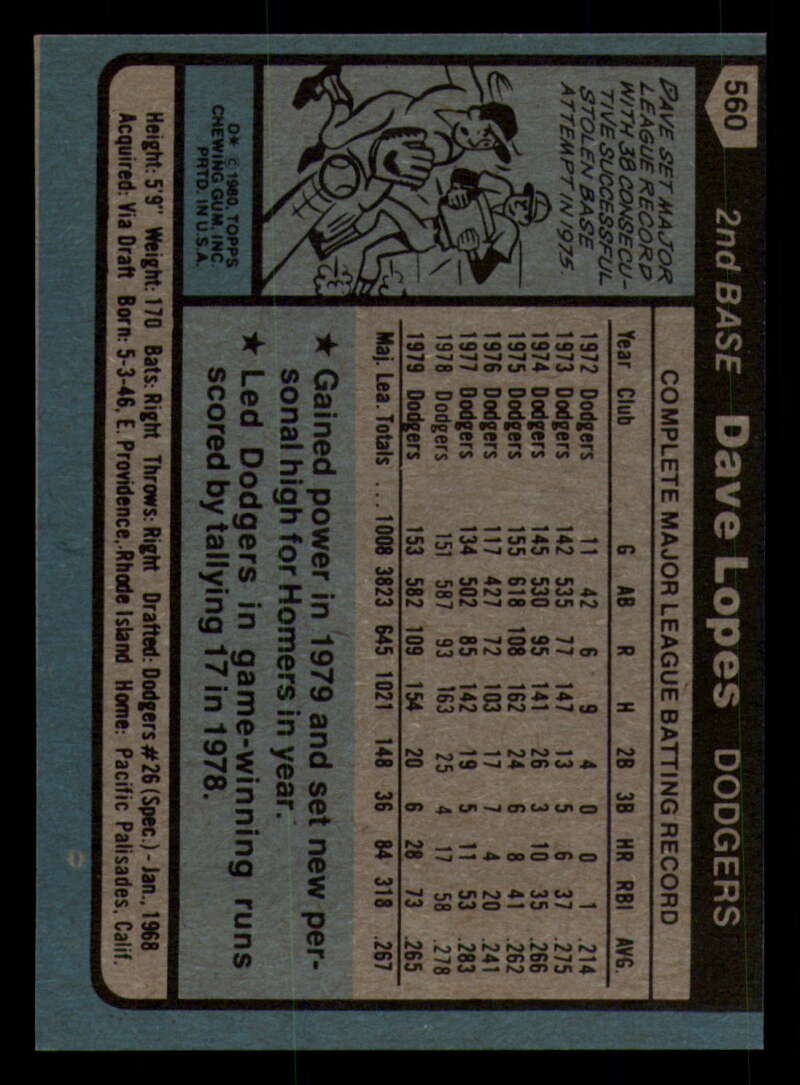 560
2nd BASE Dave Lopes DODGERS
DAVE SET MAJOR
LEAGUE RECORD
WITH 38 CONSECU-
TIVE SUCCESSFUL
STOLEN BASE
ATTEMPT IN 1975.
D* © 1980, TOPPS
CHEWING GUM, INC.
PRTD. IN U.S.A.
COMPLETE MAJOR LEAGUE BATTING RECORD
Year Club G AB R H 2B 3B HR RBI AVG.
1972 Dodgers 11 42 6 9 4 0 0 1 .214
1973 Dodgers 142 535 77 147 13 5 6 37 .275
1974 Dodgers 145 530 95 141 26 3 10 35 .266
1975 Dodgers 155 618 108 162 24 6 8 41 .262
1976 Dodgers 117 427 72 103 17 7 4 20 .241
1977 Dodgers 134 502 85 142 19 5 11 53 .283
1978 Dodgers 151 587 93 163 25 4 17 58 .278
1979 Dodgers 153 582 109 154 20 6 28 73 .265
Maj. Lea. Totals ... 1008 3823 645 1021 148 36 84 318 .267
★ Gained power in 1979 and set new per-
sonal high for Homers in year.
★ Led Dodgers in game-winning runs
scored by tallying 17 in 1978.
Height: 5'9" Weight: 170 Bats: Right Throws: Right Drafted: Dodgers #26 (Spec.) - Jan., 1968
Acquired: Via Draft Born: 5-3-46, E. Providence, Rhode Island Home: Pacific Palisades, Calif.